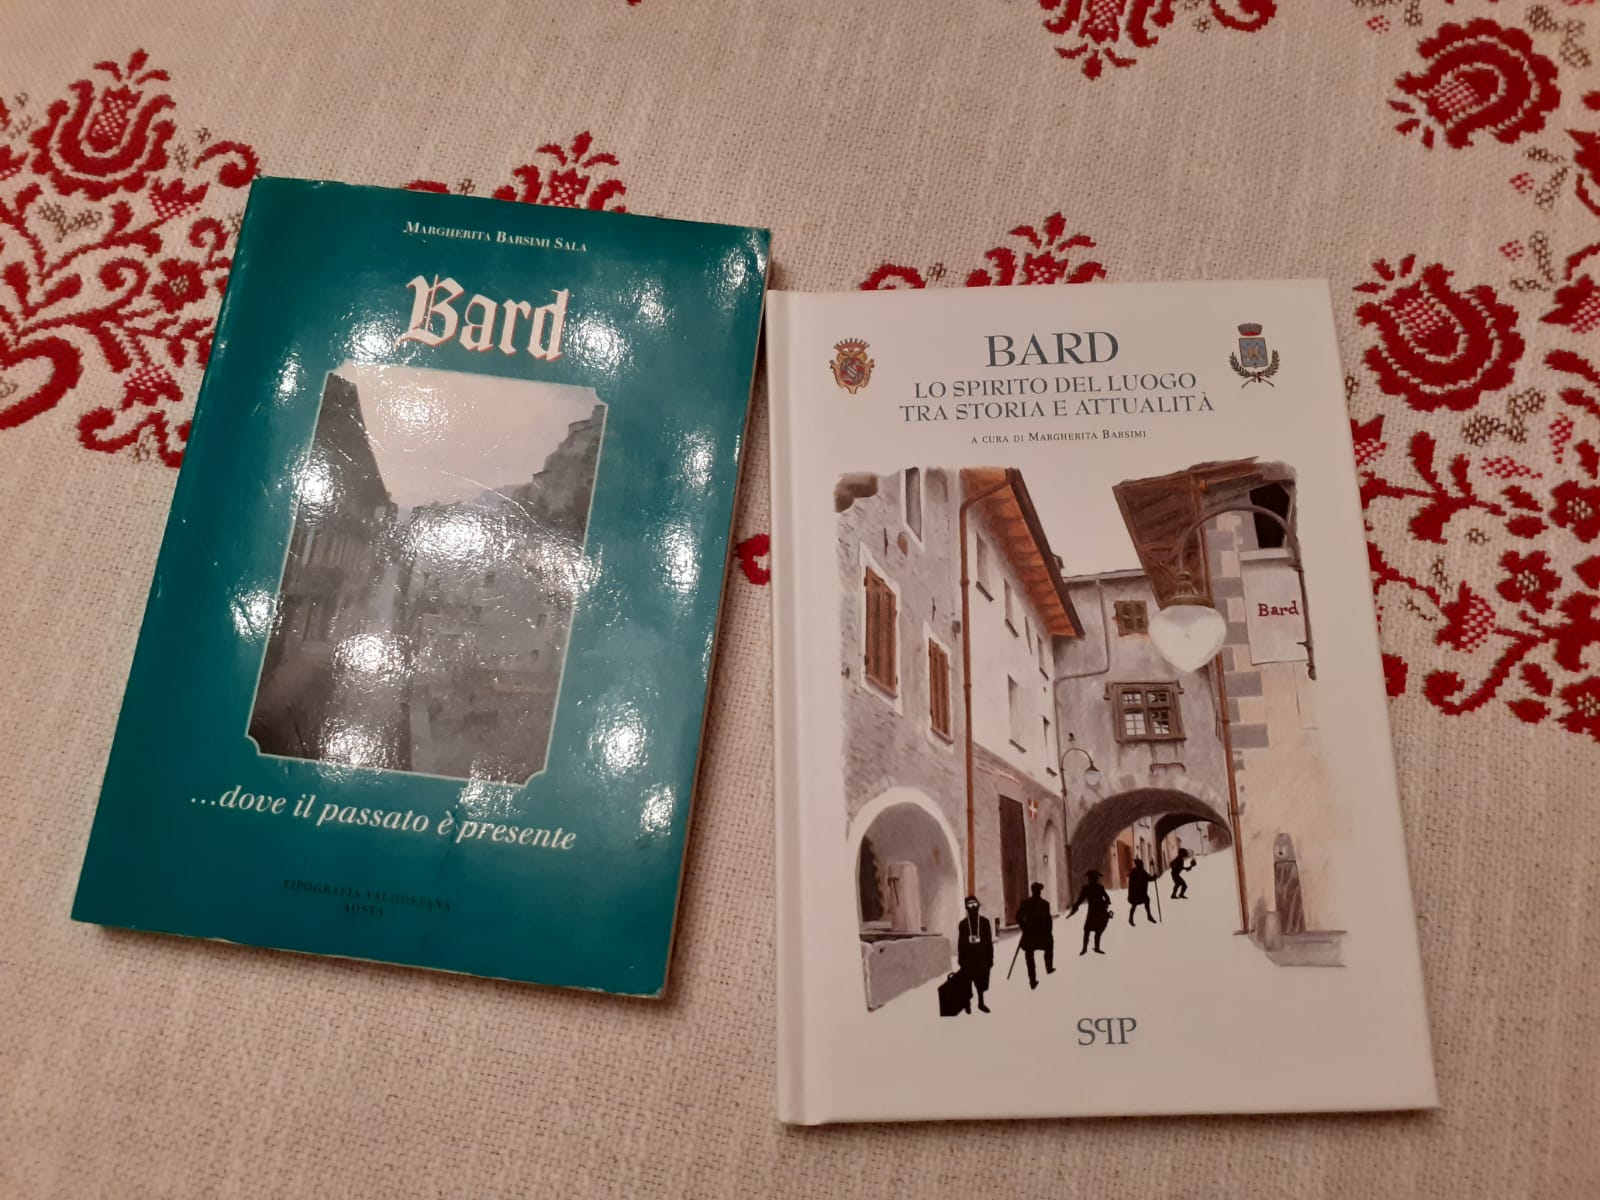 MARGHERITA BARSIMI SALA
Bard
...dove il passato è presente
TIPOGRAFIA VALDOSTANA
AOSTA
BARD
LO SPIRITO DEL LUOGO
TRA STORIA E ATTUALITÀ
A CURA DI MARGHERITA BARSIMI
Bard
SPP